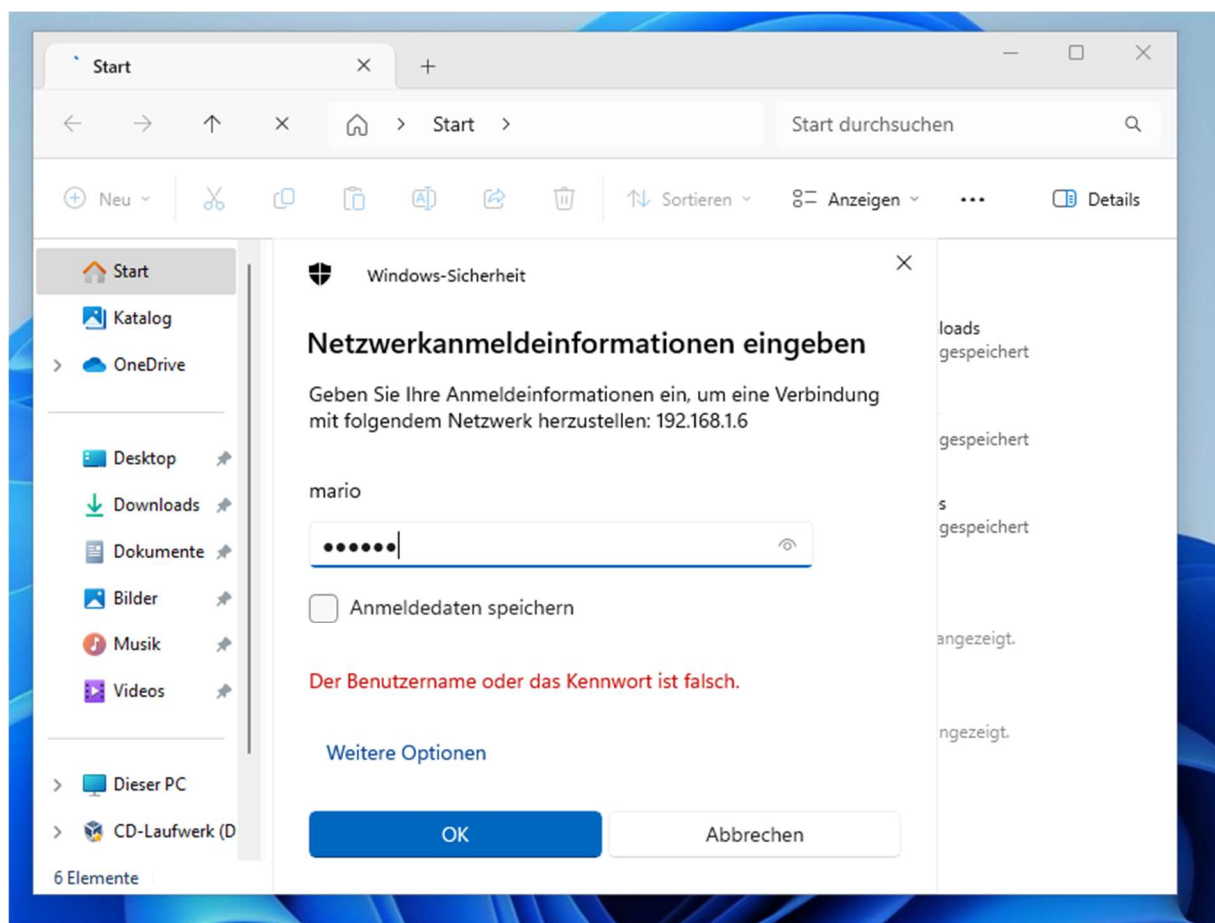 Start
Start
Start durchsuchen
Neu
Sortieren
Anzeigen
Details
Start
Katalog
OneDrive
Desktop
Downloads
Dokumente
Bilder
Musik
Videos
Dieser PC
CD-Laufwerk (D
6 Elemente
Windows-Sicherheit
Netzwerkanmeldeinformationen eingeben
Geben Sie Ihre Anmeldeinformationen ein, um eine Verbindung
mit folgendem Netzwerk herzustellen: 192.168.1.6
mario
Anmeldedaten speichern
Der Benutzername oder das Kennwort ist falsch.
Weitere Optionen
OK
Abbrechen
loads
gespeichert
gespeichert
s
gespeichert
angezeigt.
ngezeigt.